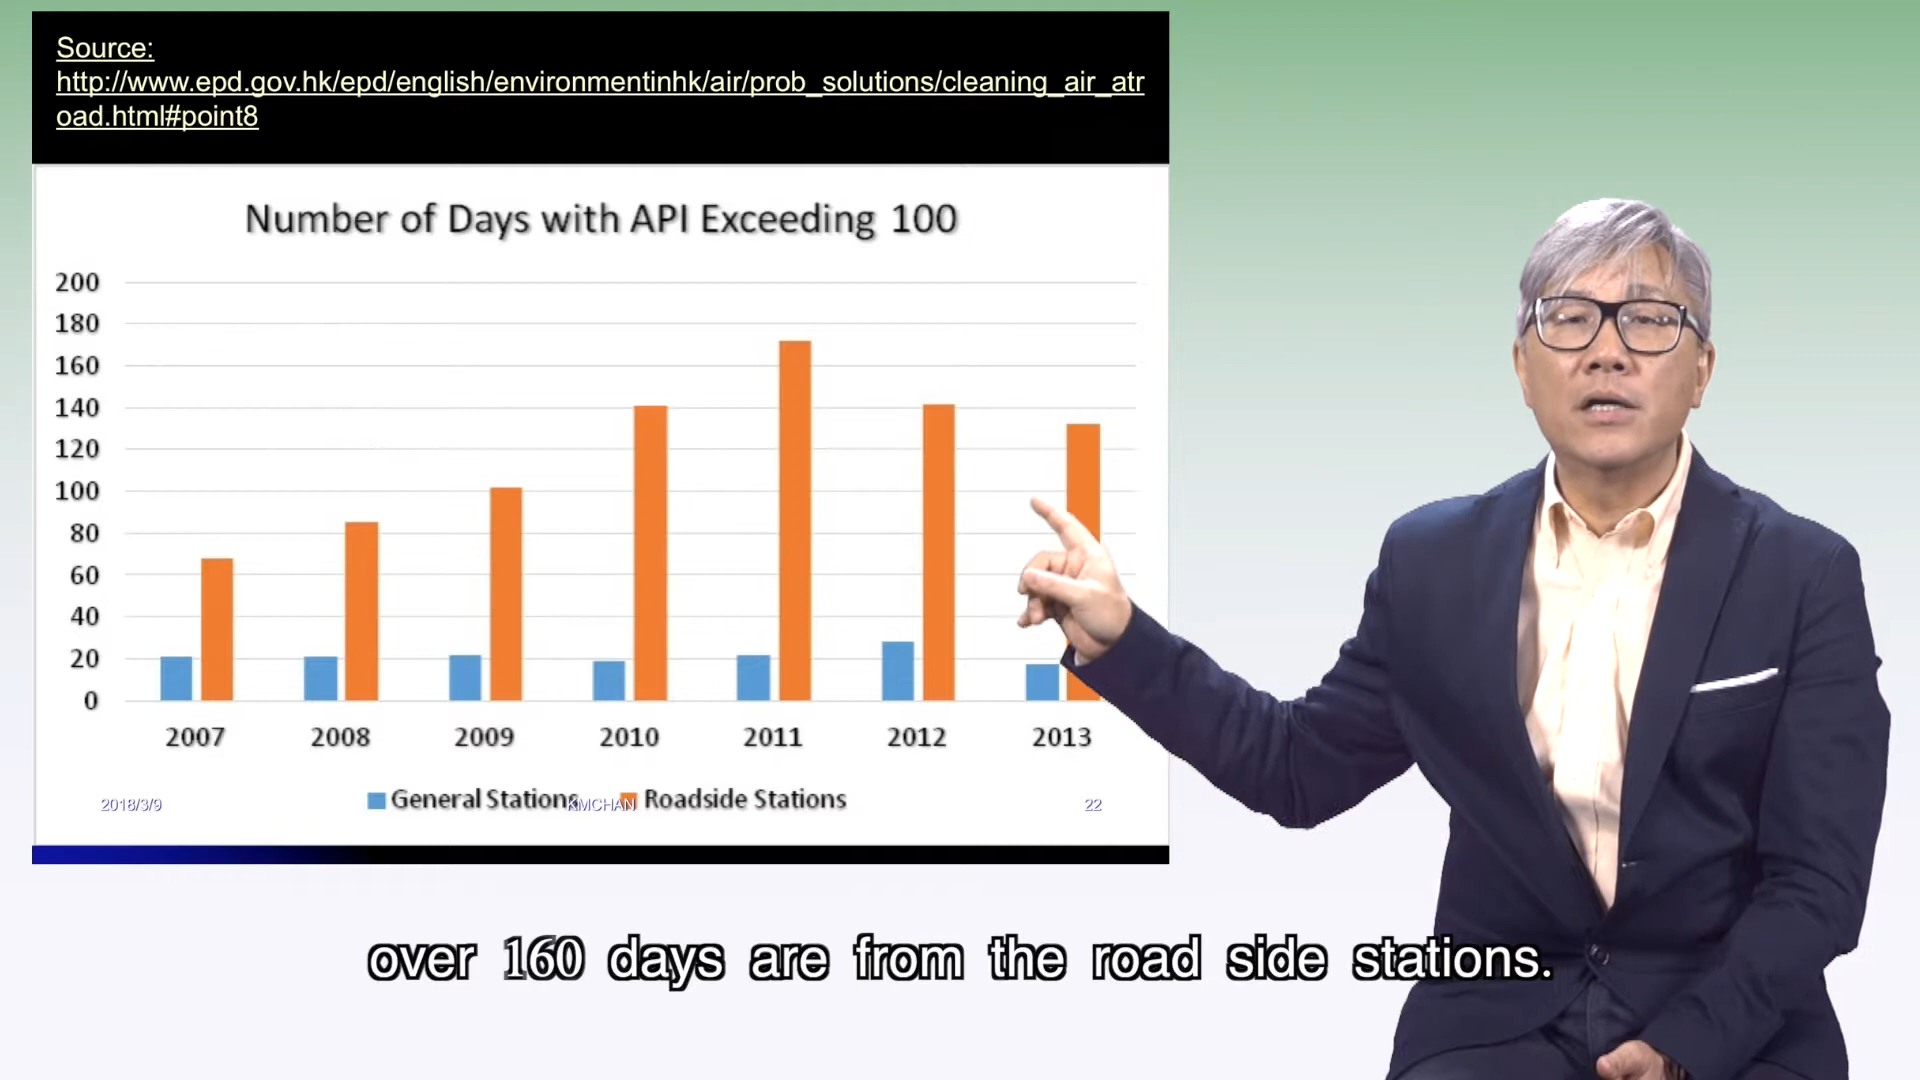 Source:
http://www.epd.gov.hk/epd/english/environmentinhk/air/prob_solutions/cleaning_air_atr
oad.html#point8
Number of Days with API Exceeding 100
200
180
160
140
120
100
80
60
40
20
0
2007 2008 2009 2010 2011 2012 2013
General Stations Roadside Stations
2018/3/9 KMCHAN 22
over 160 days are from the road side stations.